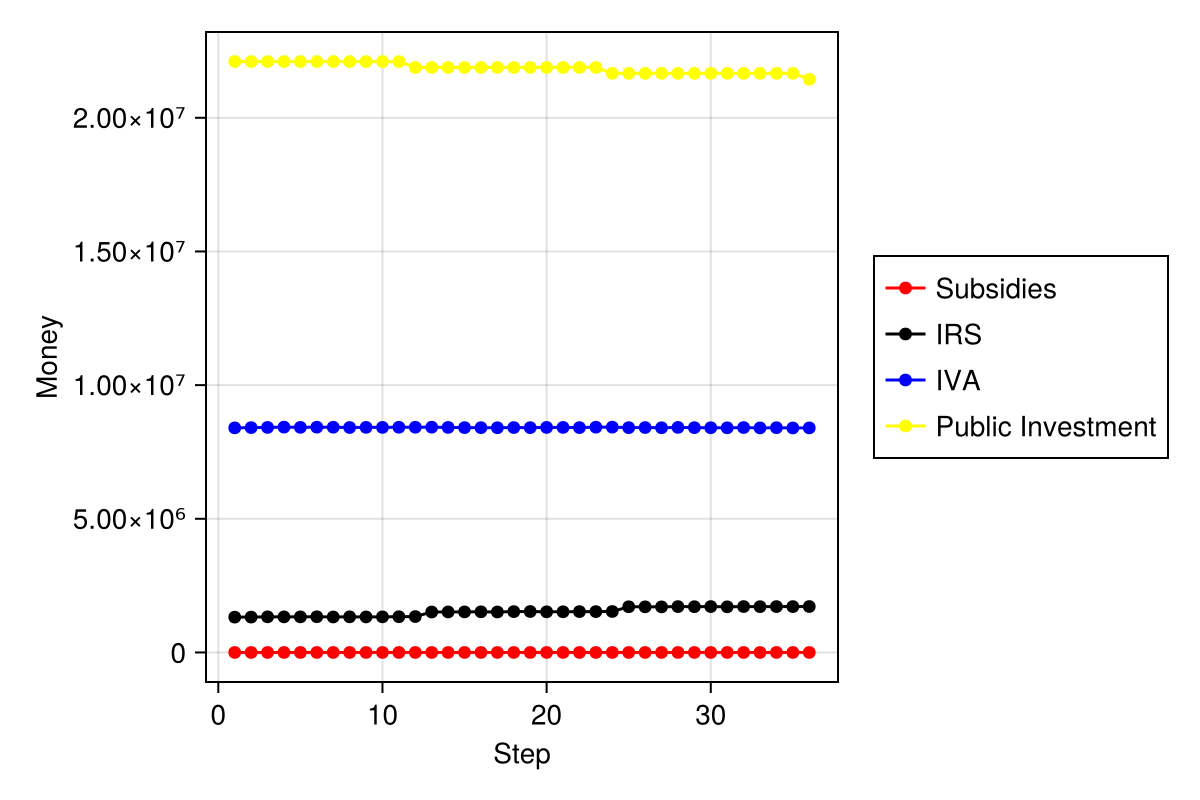 2.00×10⁷
1.50×10⁷
1.00×10⁷
5.00×10⁶
0
Money
0 10 20 30
Step
Subsidies
IRS
IVA
Public Investment